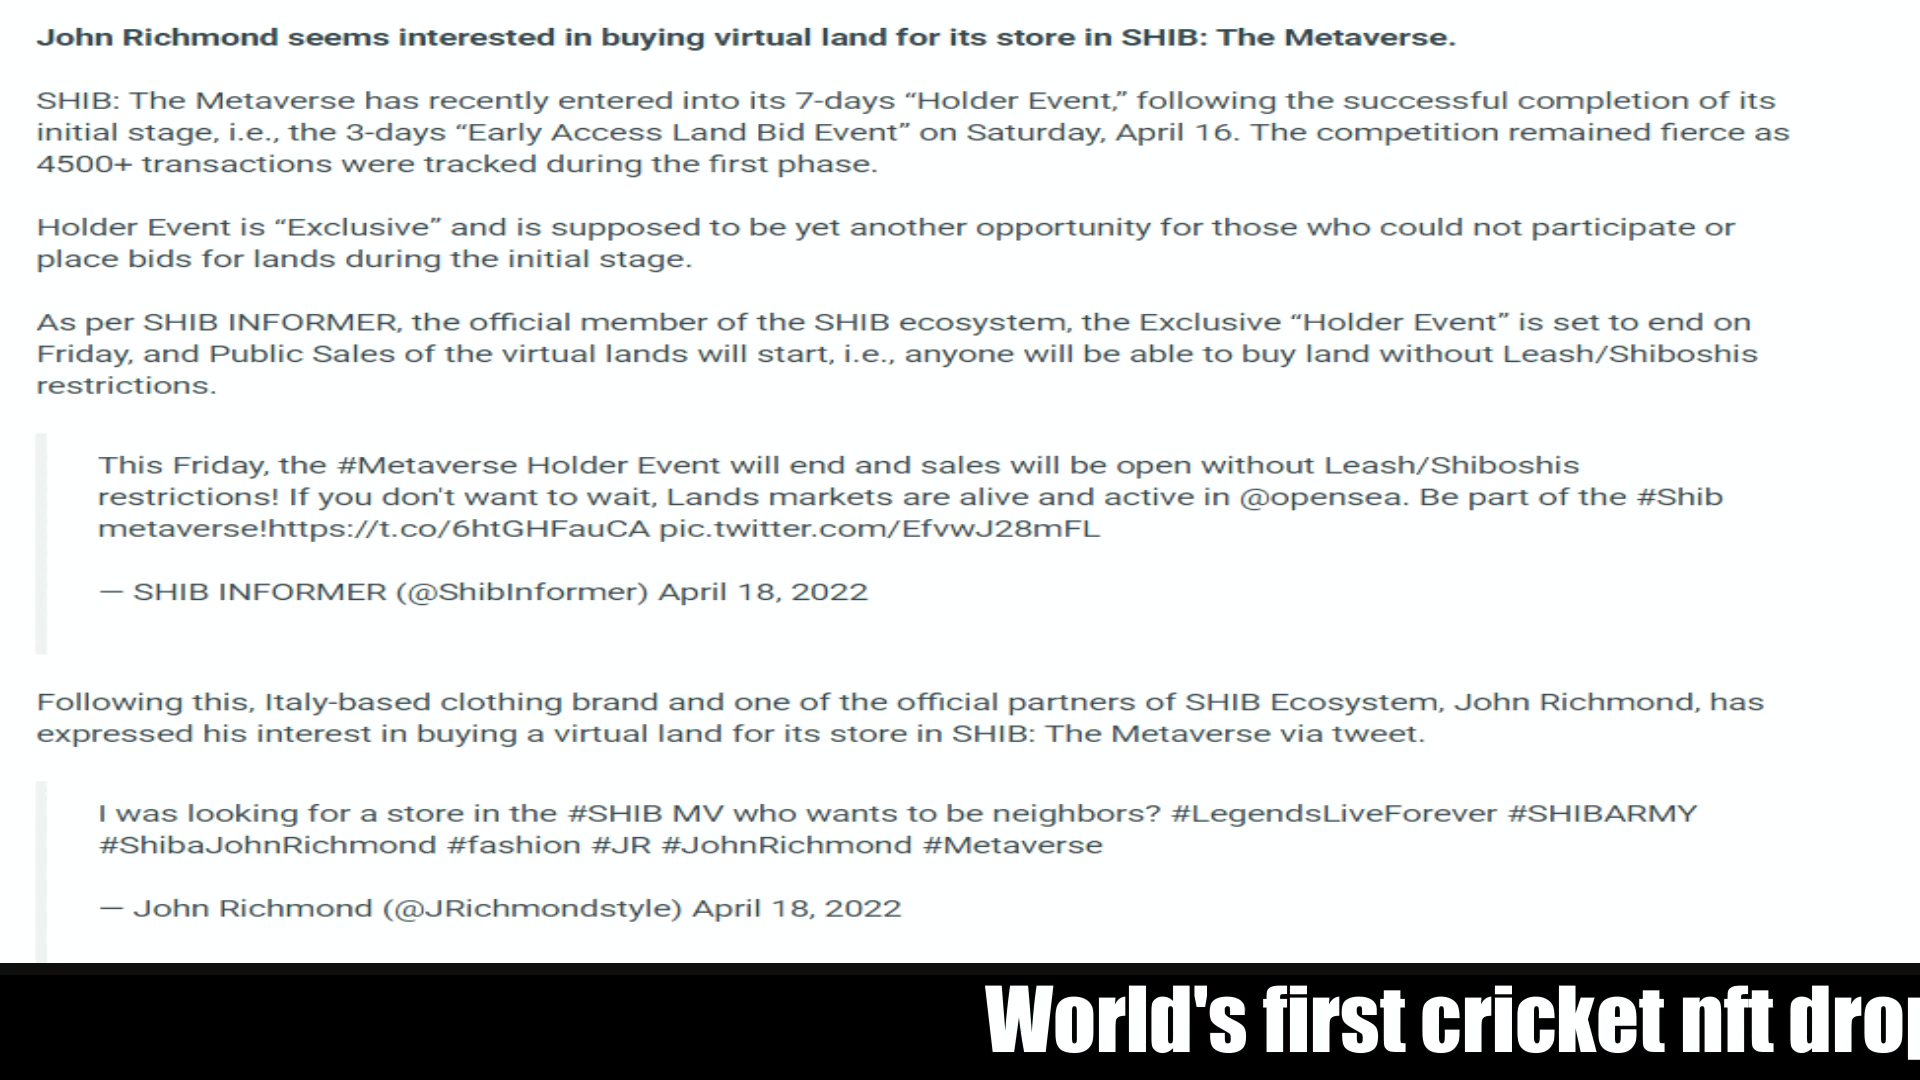 John Richmond seems interested in buying virtual land for its store in SHIB: The Metaverse.
SHIB: The Metaverse has recently entered into its 7-days “Holder Event,” following the successful completion of its
initial stage, i.e., the 3-days “Early Access Land Bid Event” on Saturday, April 16. The competition remained fierce as
4500+ transactions were tracked during the first phase.
Holder Event is “Exclusive” and is supposed to be yet another opportunity for those who could not participate or
place bids for lands during the initial stage.
As per SHIB INFORMER, the official member of the SHIB ecosystem, the Exclusive “Holder Event” is set to end on
Friday, and Public Sales of the virtual lands will start, i.e., anyone will be able to buy land without Leash/Shiboshis
restrictions.
This Friday, the #Metaverse Holder Event will end and sales will be open without Leash/Shiboshis
restrictions! If you don't want to wait, Lands markets are alive and active in @opensea. Be part of the #Shib
metaverse!https://t.co/6htGHFauCA pic.twitter.com/EfvwJ28mFL
— SHIB INFORMER (@ShibInformer) April 18, 2022
Following this, Italy-based clothing brand and one of the official partners of SHIB Ecosystem, John Richmond, has
expressed his interest in buying a virtual land for its store in SHIB: The Metaverse via tweet.
I was looking for a store in the #SHIB MV who wants to be neighbors? #LegendsLiveForever #SHIBARMY
#ShibaJohnRichmond #fashion #JR #JohnRichmond #Metaverse
— John Richmond (@JRichmondstyle) April 18, 2022
World's first cricket nft drop